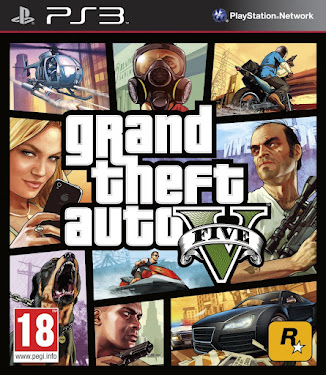 PS3
PlayStation®Network
grand
theft
auto
V
FIVE
18
www.pegi.info
R